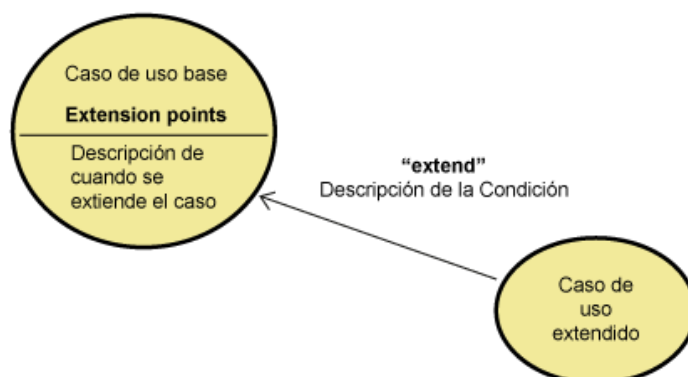 Caso de uso base
Extension points
Descripción de
cuando se
extiende el caso
“extend”
Descripción de la Condición
Caso de
uso
extendido